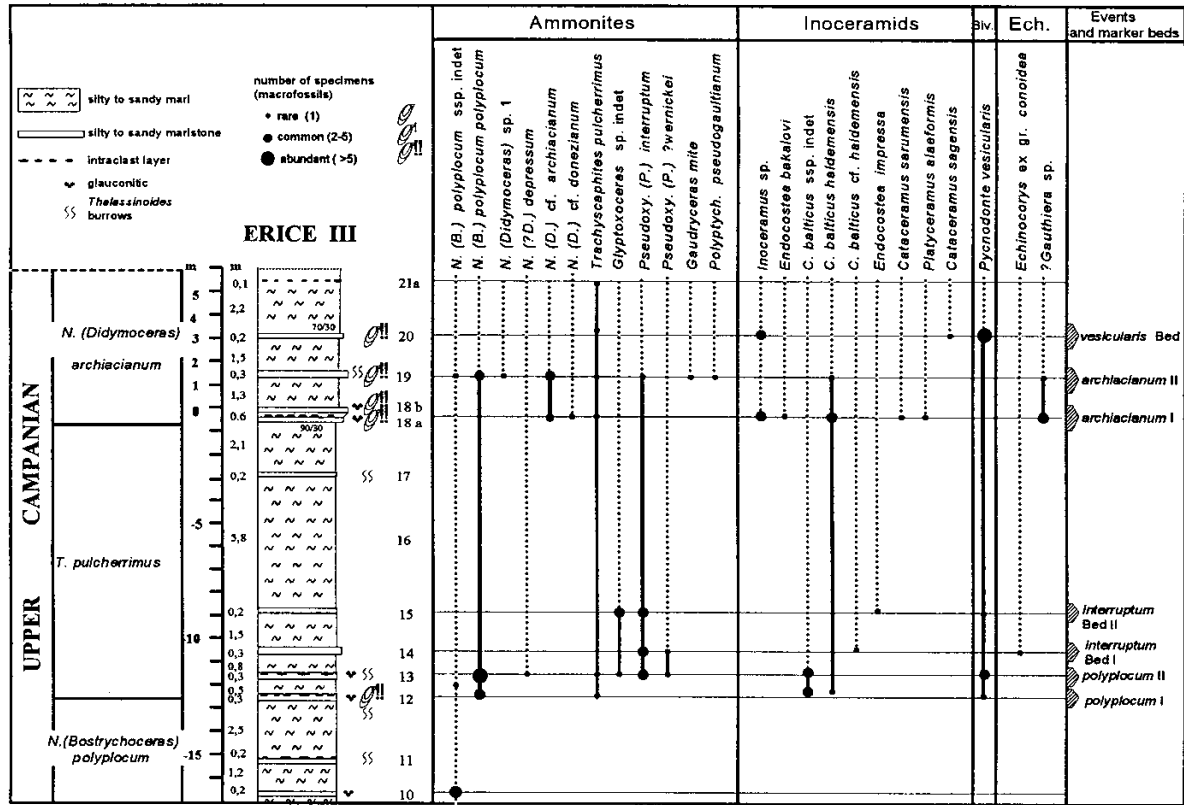 Ammonites
Inoceramids
Biv.
Ech.
Events
and marker beds
number of specimens
(macrofossils)
rare (1)
common (2-5)
abundant (>5)
silty to sandy marl
silty to sandy marlstone
intraclast layer
glauconitic
Thalassinoides
burrows
ERICE III
N. (B.) polyplocum ssp. indet
N. (B.) polyplocum polyplocum
N. (Didymoceras) sp. 1
N. (?D.) depressum
N. (D.) cf. archiacianum
N. (D.) cf. donezianum
Trachyscaphites pulcherrimus
Glyptoxoceras sp. indet
Pseudoxy. (P.) interruptum
Pseudoxy. (P.) ?wernickei
Gaudryceras mite
Polyptych. pseudogaultianum
Inoceramus sp.
Endocostea bakalovi
C. balticus ssp. indet
C. balticus haldemensis
C. balticus cf. haldemensis
Endocostea impressa
Cataceramus sarumensis
Platyceramus alaeformis
Cataceramus sagensis
Pycnodonte vesicularis
Echinocorys ex gr. conoidea
?Gauthiera sp.
UPPER CAMPANIAN
N. (Didymoceras)
archiacianum
T. pulcherrimus
N.(Bostrychoceras)
polyplocum
m
5
4
3
2
1
0
-5
-10
-15
m
0,1
2,2
0,2
1,5
0,3
1,3
0.6
2,1
0,2
5,8
0,2
1,5
0,3
0,8
0,3
0,5
0,3
2,5
0,2
1,2
0,2
70/30
90/30
21a
20
19
18 b
18 a
17
16
15
14
13
12
11
10
vesicularis Bed
archiacianum II
archiacianum I
interruptum
Bed II
interruptum
Bed I
polyplocum II
polyplocum I